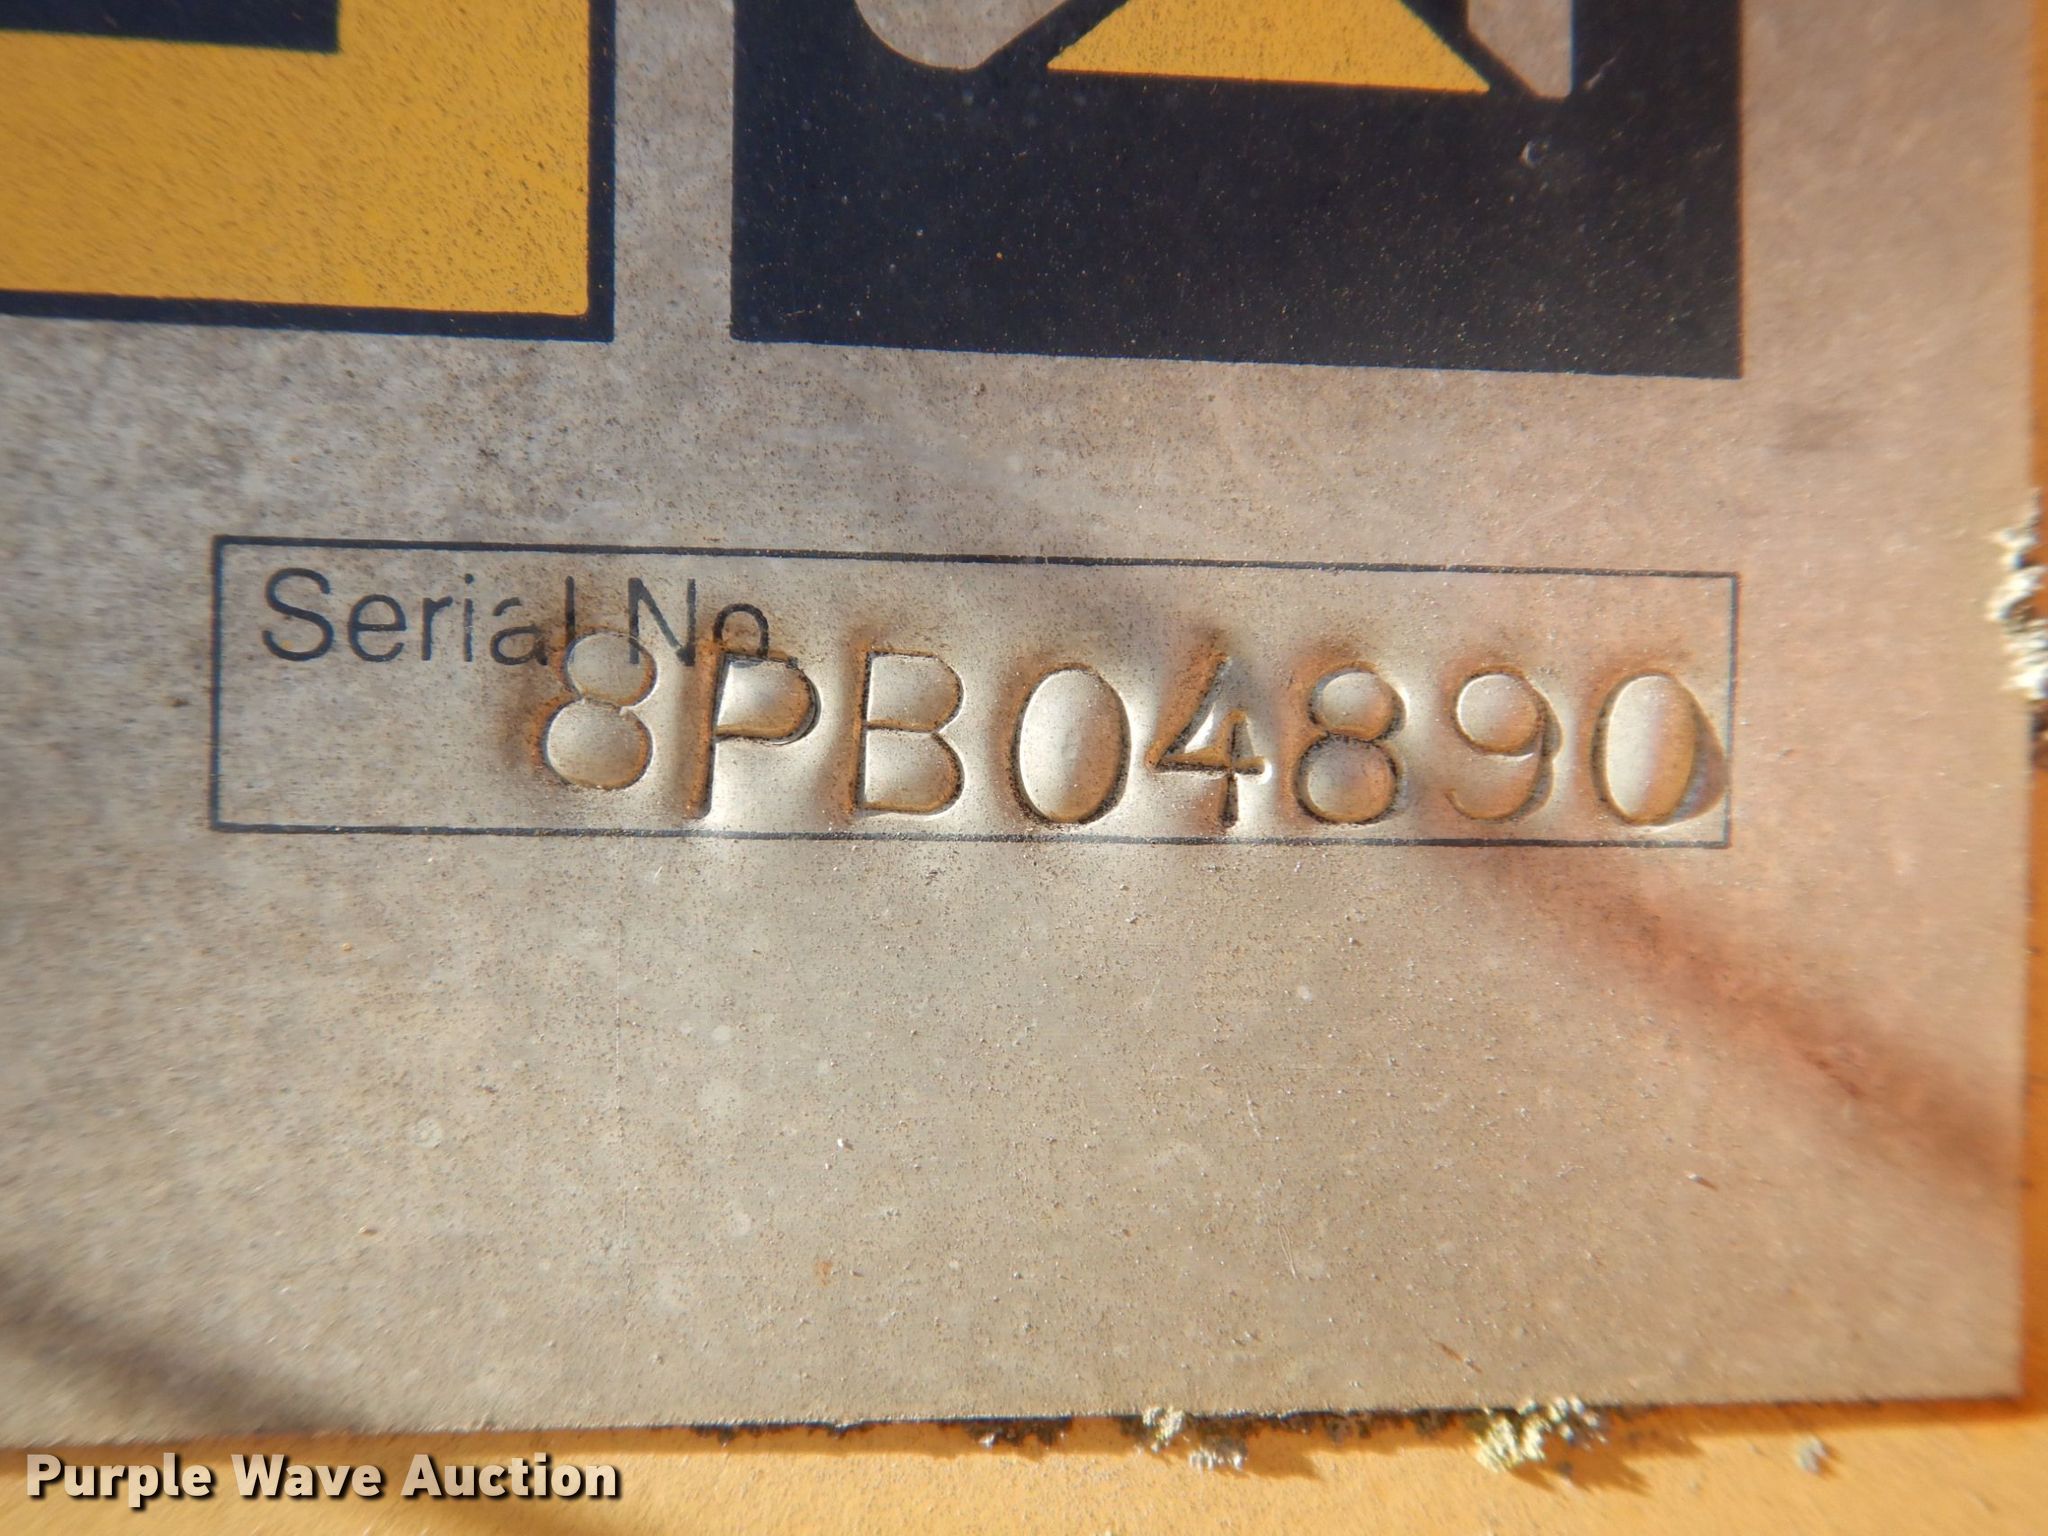 Serial No.
8PB04890
Purple Wave Auction